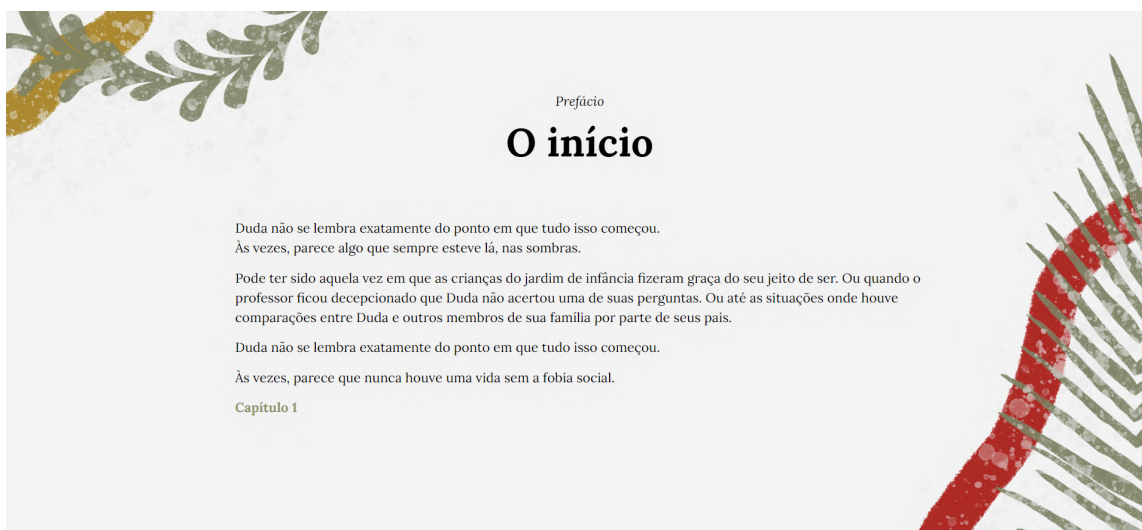 Prefácio
O início
Duda não se lembra exatamente do ponto em que tudo isso começou.
Às vezes, parece algo que sempre esteve lá, nas sombras.
Pode ter sido aquela vez em que as crianças do jardim de infância fizeram graça do seu jeito de ser. Ou quando o
professor ficou decepcionado que Duda não acertou uma de suas perguntas. Ou até as situações onde houve
comparações entre Duda e outros membros de sua família por parte de seus pais.
Duda não se lembra exatamente do ponto em que tudo isso começou.
Às vezes, parece que nunca houve uma vida sem a fobia social.
Capítulo 1